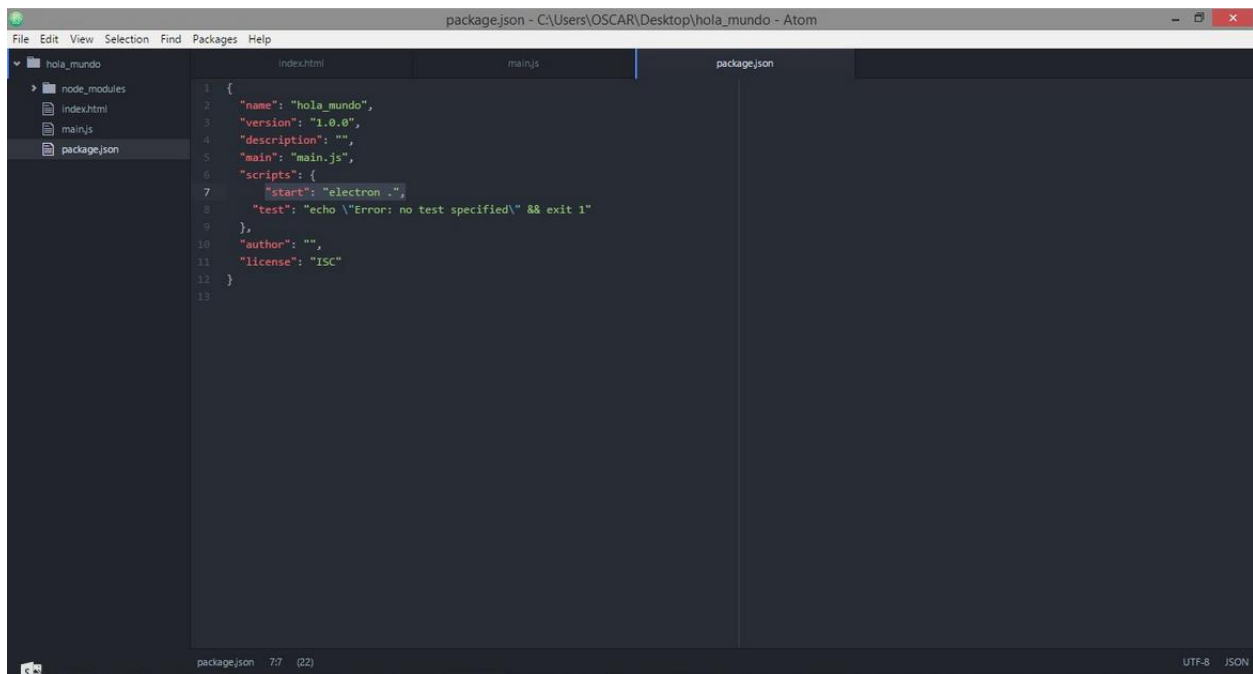 package.json - C:\Users\OSCAR\Desktop\hola_mundo - Atom
File Edit View Selection Find Packages Help
hola_mundo
node_modules
index.html
main.js
package.json
index.html main.js package.json
1 {
2 "name": "hola_mundo",
3 "version": "1.0.0",
4 "description": "",
5 "main": "main.js",
6 "scripts": {
7 "start": "electron .",
8 "test": "echo \"Error: no test specified\" && exit 1"
9 },
10 "author": "",
11 "license": "ISC"
12 }
13
package.json 7:7 (22)
UTF-8 JSON